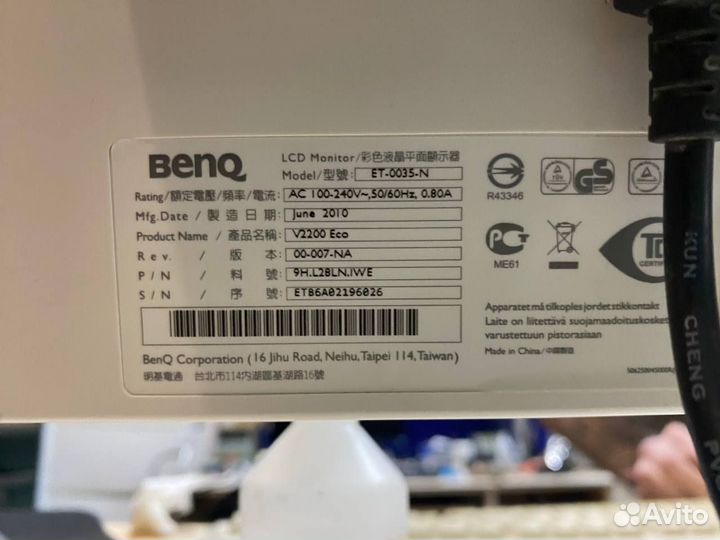 BenQ
LCD Monitor/彩色液晶平面顯示器
Model/型號: ET-0035-N
Rating/額定電壓/頻率/電流: AC 100-240V~,50/60Hz, 0.80A
Mfg.Date / 製造日期: June 2010
Product Name / 產品名稱: V2200 Eco
Rev. / 版本: 00-007-NA
P/N / 料號: 9H.L28LN.IWE
S/N / 序號: ETB6A02196026
BenQ Corporation (16 Jihu Road, Neihu,Taipei 114,Taiwan)
明基電通 台北市114內湖區基湖路16號
R43346
TÜV
GS
PCT
ME61
CERTIF
Apparatet må tilkoples jordet stikkontakt
Laite on liitettävä suojamaadoituskosket
varustettuun pistorasiaan
Made in China/中國製造
KUN CHENG
Avito